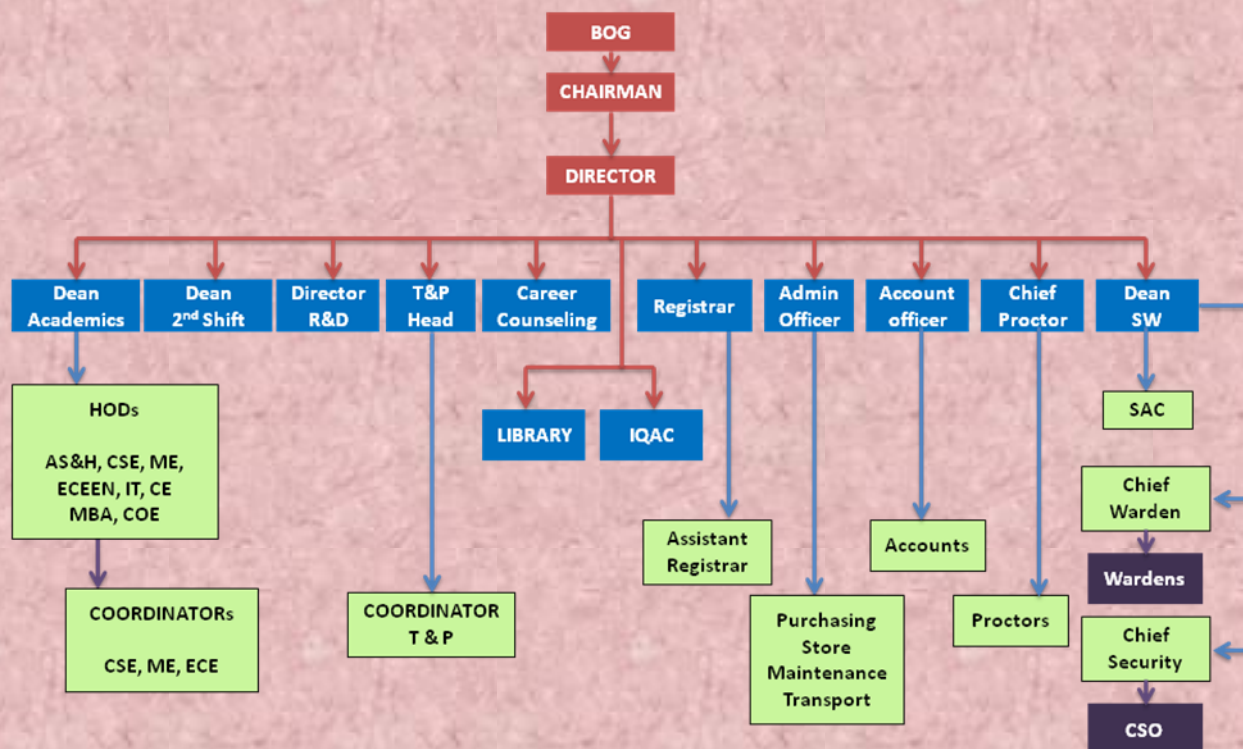 BOG
CHAIRMAN
DIRECTOR
Dean
Academics
Dean
2nd Shift
Director
R&D
T&P
Head
Career
Counseling
Registrar
Admin
Officer
Account
officer
Chief
Proctor
Dean
SW
HODs
AS&H, CSE, ME,
ECEEN, IT, CE
MBA, COE
COORDINATORs
CSE, ME, ECE
COORDINATOR
T & P
LIBRARY
IQAC
Assistant
Registrar
Purchasing
Store
Maintenance
Transport
Accounts
Proctors
SAC
Chief
Warden
Wardens
Chief
Security
CSO